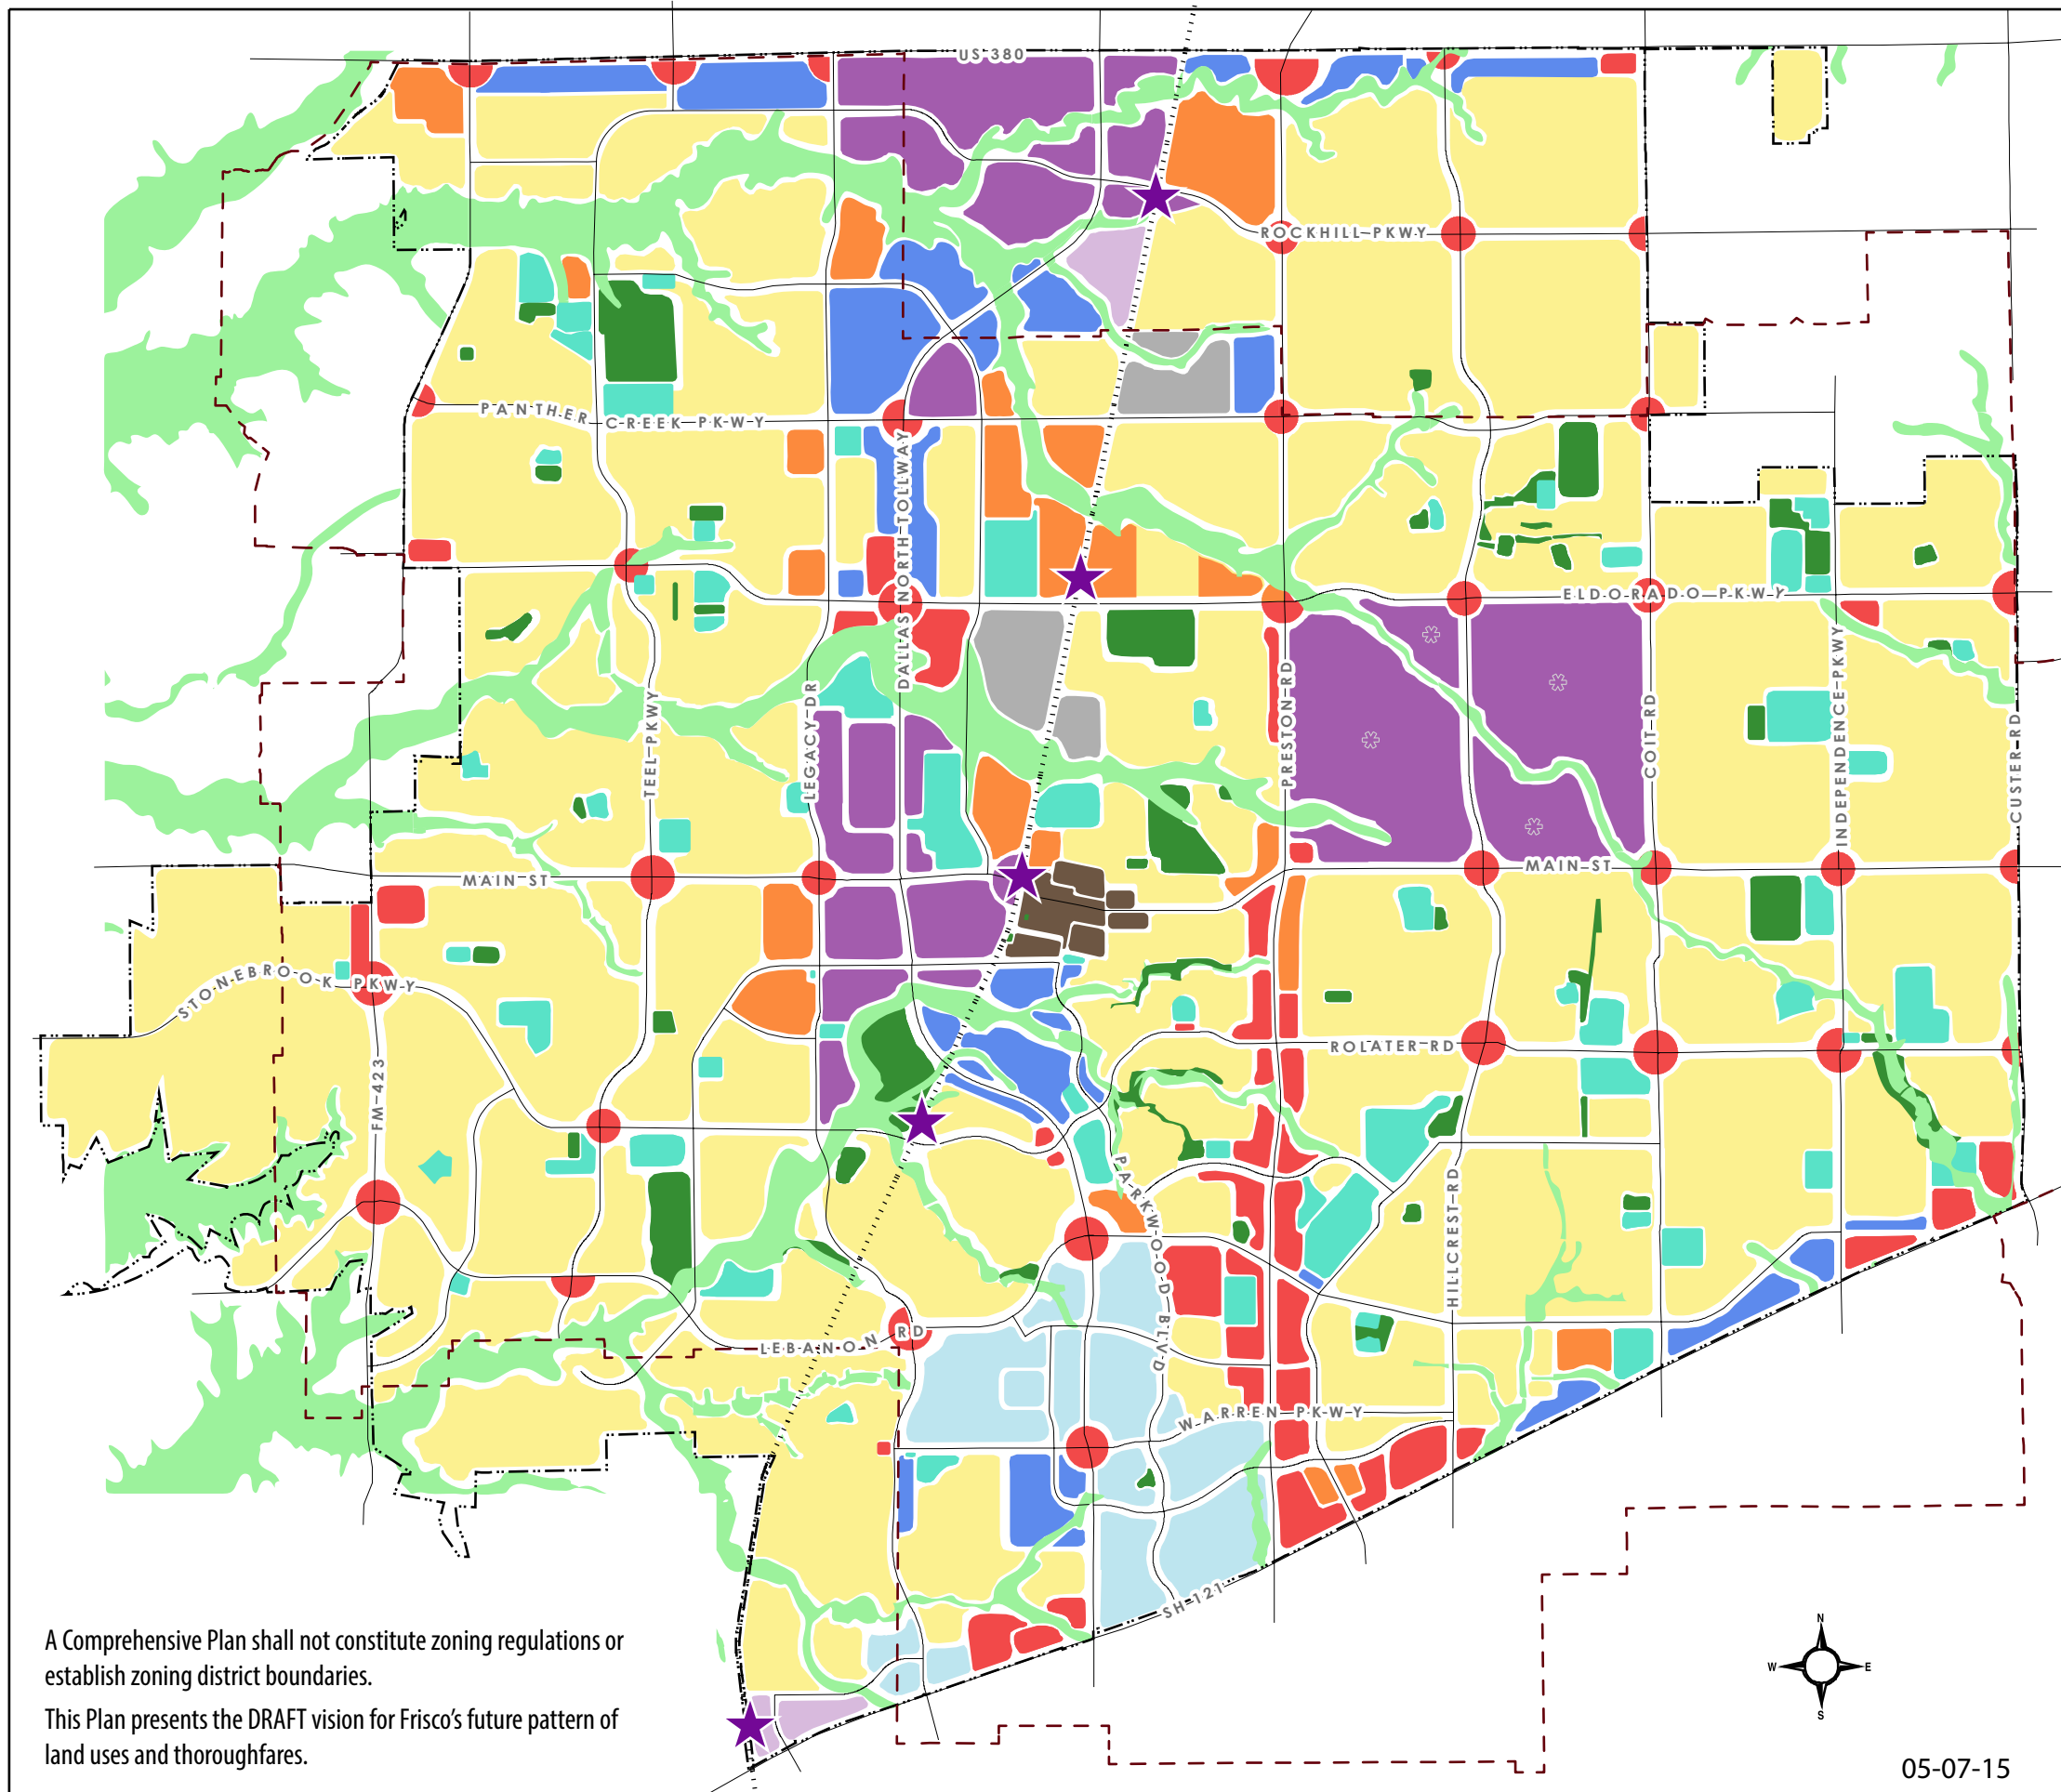 US 380
ROCKHILL PKWY
PANTHER CREEK PKWY
DALLAS NORTH TOLLWAY
ELDORADO PKWY
LEGACY DR
TEEL PKWY
PRESTON RD
COIT RD
INDEPENDENCE PKWY
CUSTER RD
MAIN ST
MAIN ST
STONEBROOK PKWY
FM 423
ROLATER RD
PARKWOOD BLVD
HILLCREST RD
LEBANON RD
WARREN PKWY
SH 121
A Comprehensive Plan shall not constitute zoning regulations or
establish zoning district boundaries.
This Plan presents the DRAFT vision for Frisco's future pattern of
land uses and thoroughfares.
N
W
E
S
05-07-15